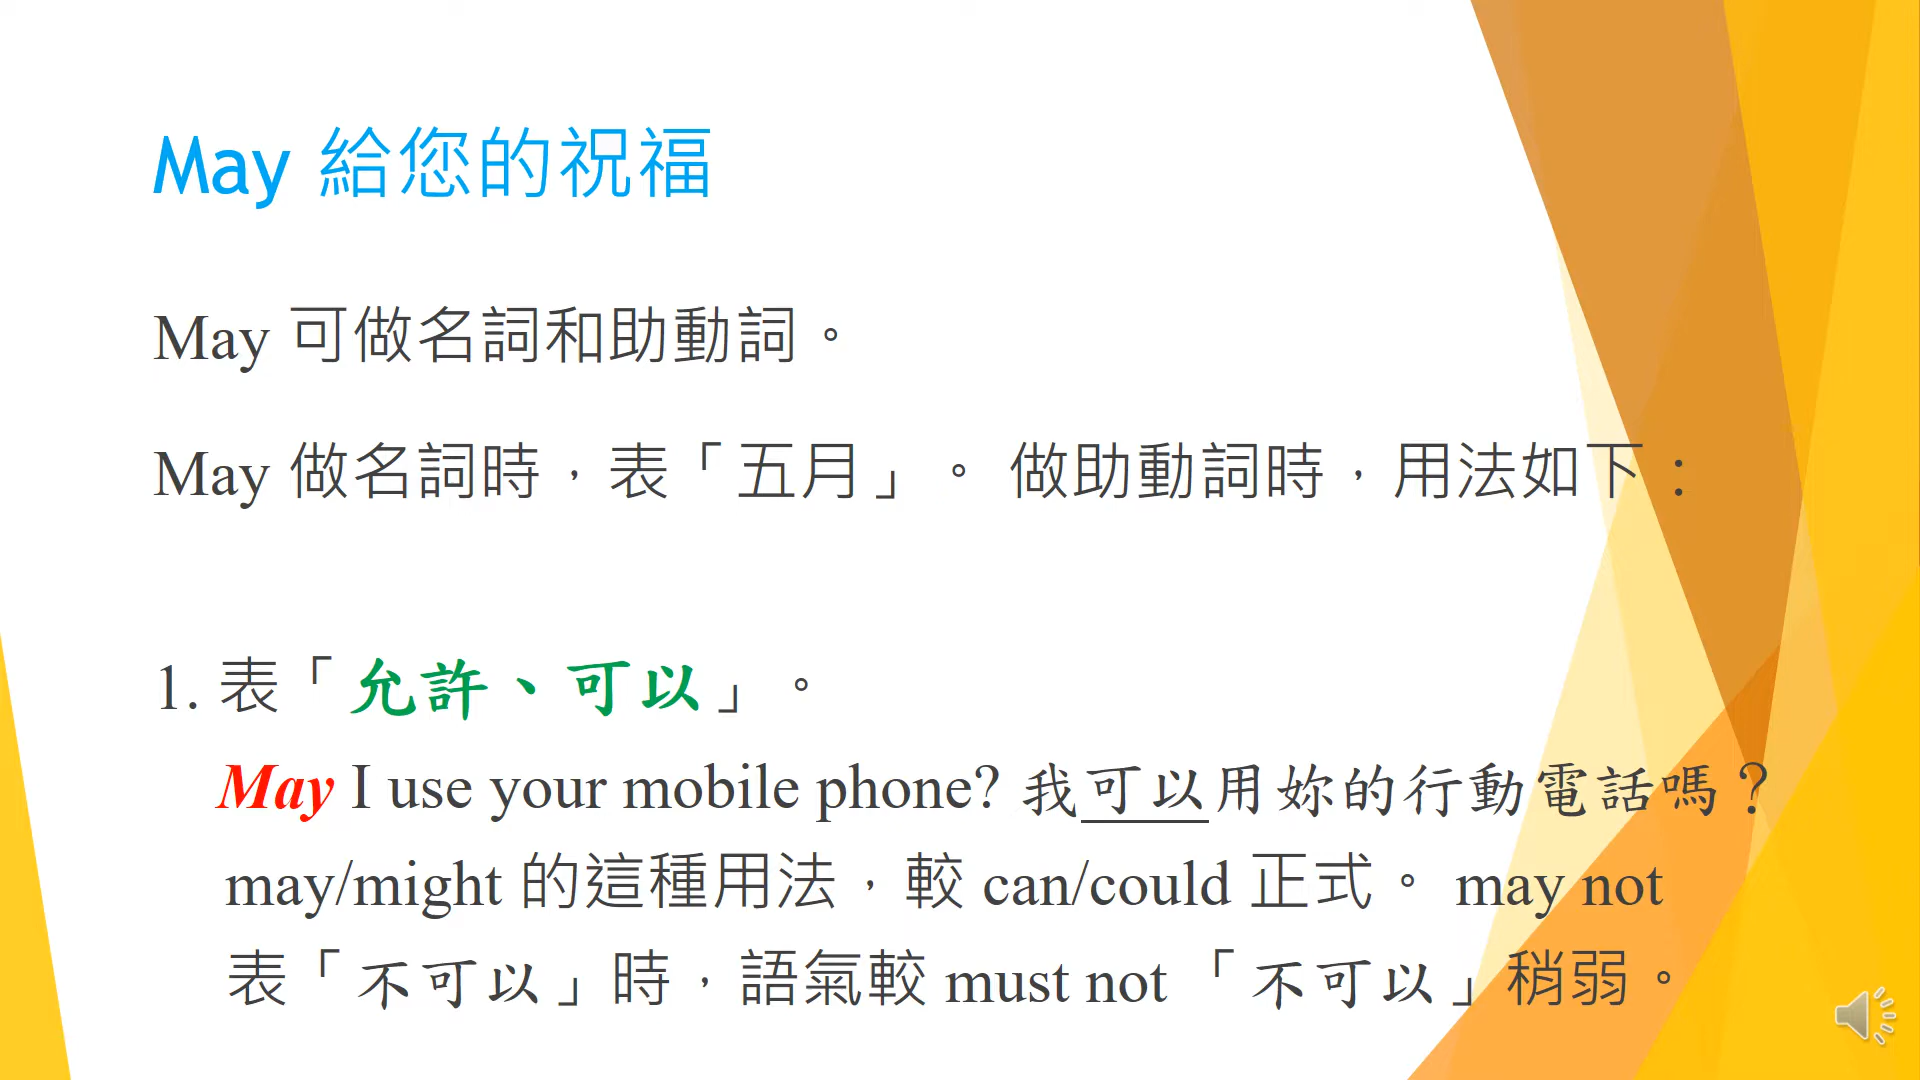 May 給您的祝福
May 可做名詞和助動詞。
May 做名詞時，表「五月」。 做助動詞時，用法如下：
1. 表「允許、可以」。
May I use your mobile phone? 我可以用妳的行動電話嗎？
may/might 的這種用法，較 can/could 正式。 may not
表「不可以」時，語氣較 must not 「不可以」稍弱。